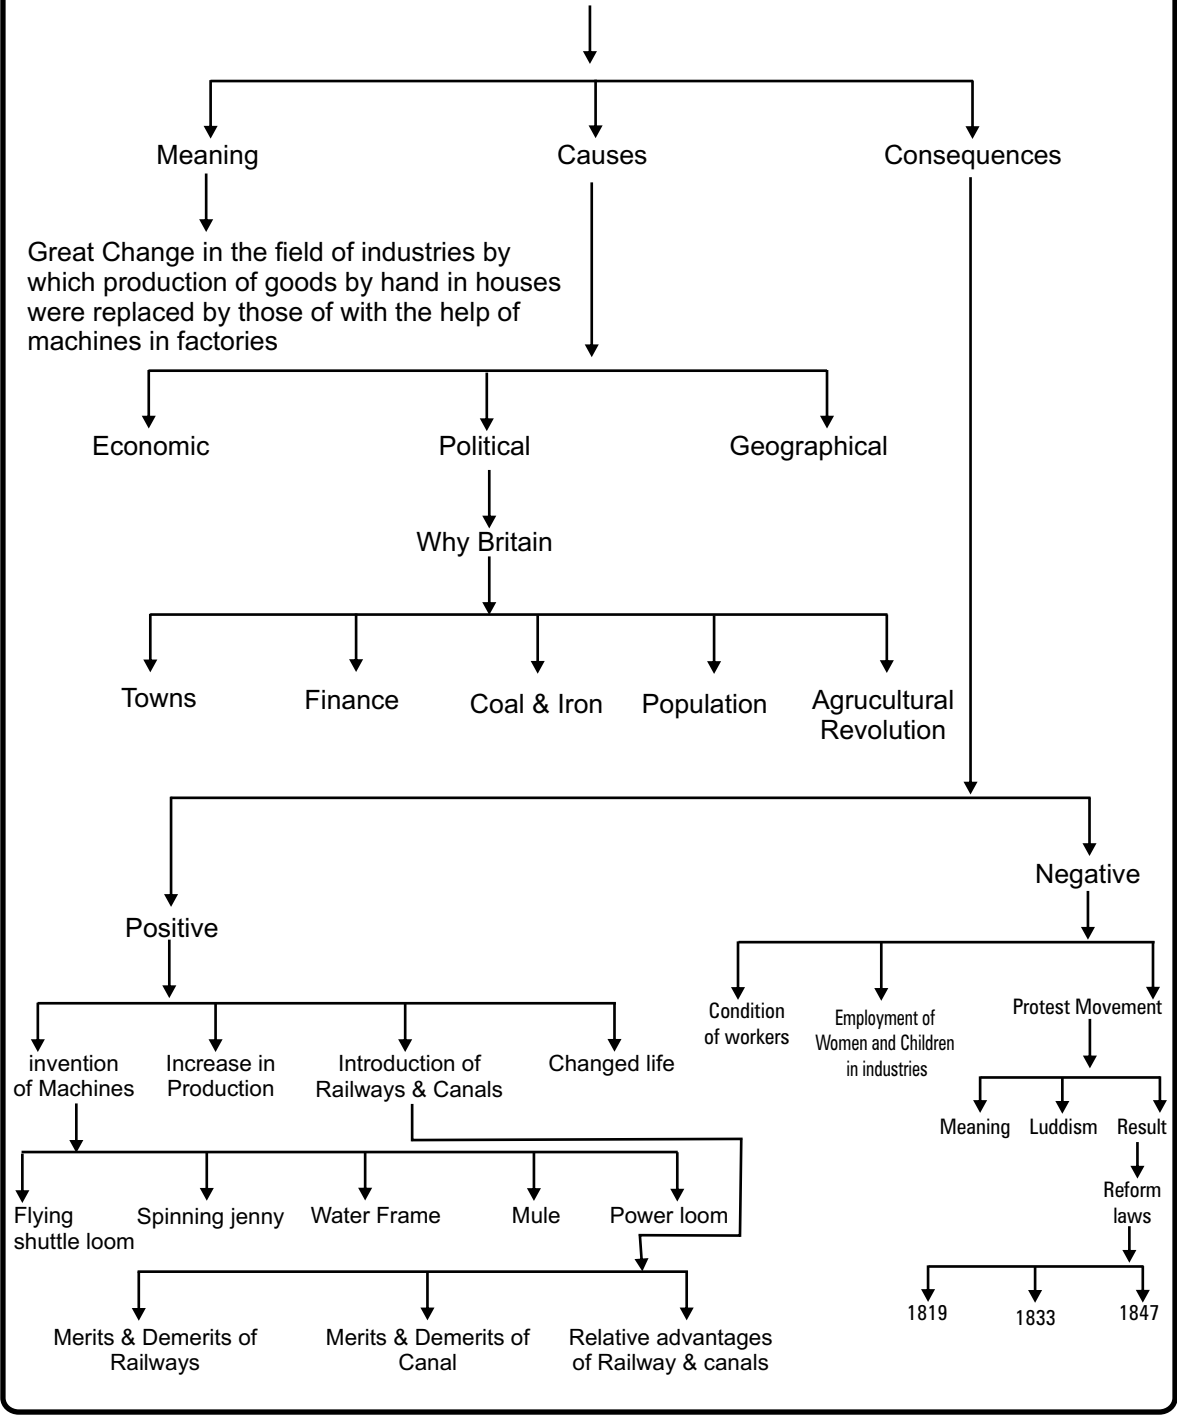 Meaning
Causes
Consequences
Great Change in the field of industries by
which production of goods by hand in houses
were replaced by those of with the help of
machines in factories
Economic
Political
Geographical
Why Britain
Towns
Finance
Coal & Iron
Population
Agrucultural
Revolution
Positive
Negative
invention
of Machines
Increase in
Production
Introduction of
Railways & Canals
Changed life
Condition
of workers
Employment of
Women and Children
in industries
Protest Movement
Meaning
Luddism
Result
Reform
laws
1819
1833
1847
Flying
shuttle loom
Spinning jenny
Water Frame
Mule
Power loom
Merits & Demerits of
Railways
Merits & Demerits of
Canal
Relative advantages
of Railway & canals